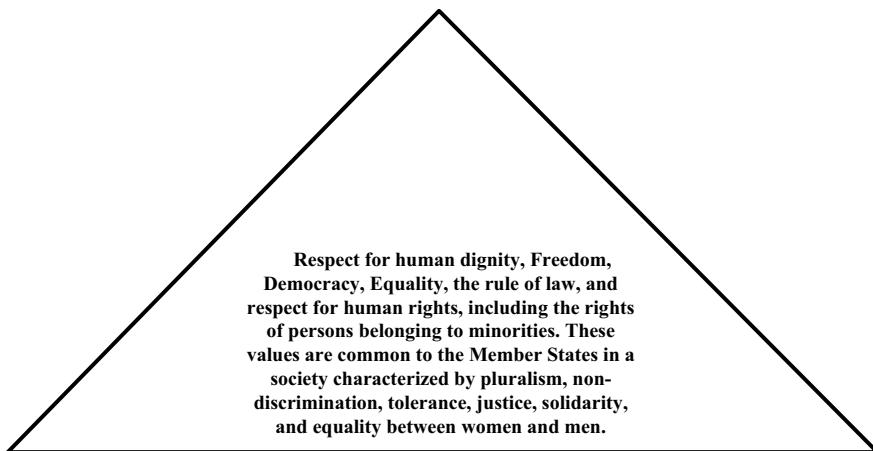 Respect for human dignity, Freedom,
Democracy, Equality, the rule of law, and
respect for human rights, including the rights
of persons belonging to minorities. These
values are common to the Member States in a
society characterized by pluralism, non-
discrimination, tolerance, justice, solidarity,
and equality between women and men.